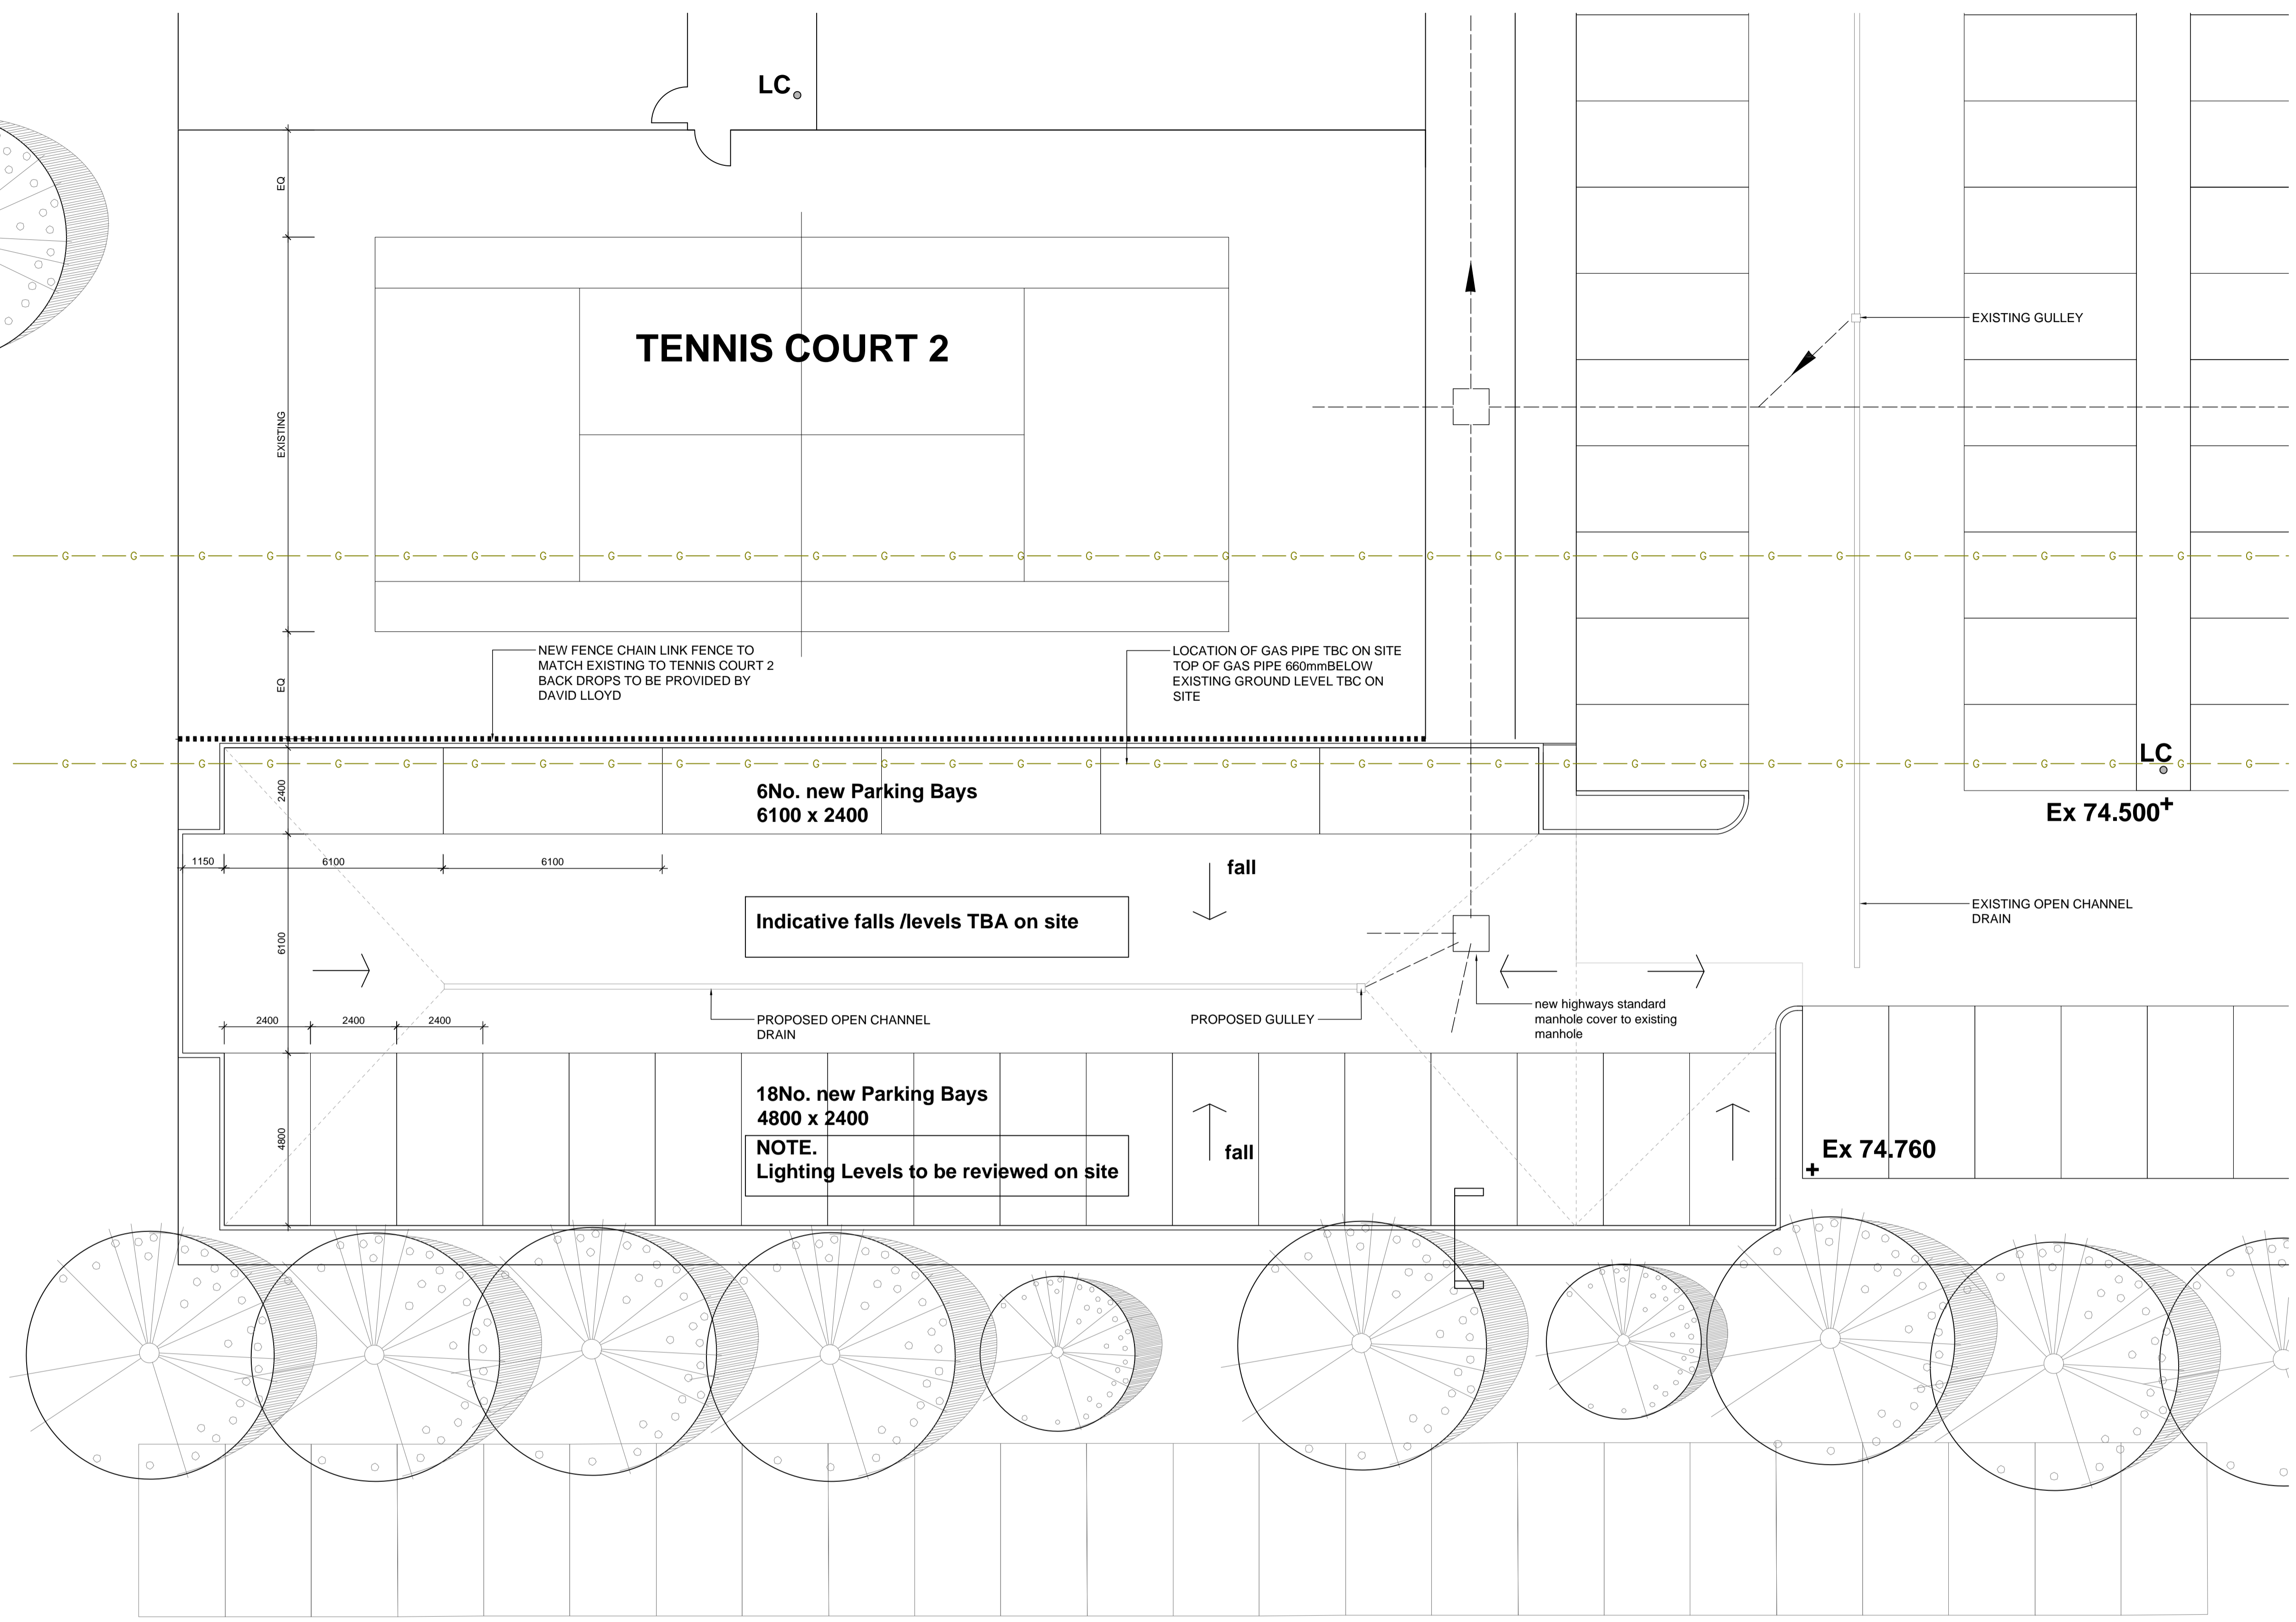 LC
EQ
TENNIS COURT 2
EXISTING GULLEY
EXISTING
G G G G G G G G G G G G G G G G G G G G G G G G G G G G G G G G G
NEW FENCE CHAIN LINK FENCE TO
MATCH EXISTING TO TENNIS COURT 2
BACK DROPS TO BE PROVIDED BY
DAVID LLOYD
LOCATION OF GAS PIPE TBC ON SITE
TOP OF GAS PIPE 660mmBELOW
EXISTING GROUND LEVEL TBC ON
SITE
EQ
LC
G G G G G G G G G G G G G G G G G G G G G G G G G G G G G G G G G
2400
6No. new Parking Bays
6100 x 2400
Ex 74.500+
1150 6100 6100
fall
Indicative falls /levels TBA on site
EXISTING OPEN CHANNEL
DRAIN
6100
new highways standard
manhole cover to existing
manhole
2400 2400 2400
PROPOSED OPEN CHANNEL
DRAIN
PROPOSED GULLEY
18No. new Parking Bays
4800 x 2400
4800
NOTE.
Lighting Levels to be reviewed on site
fall
Ex 74.760
+